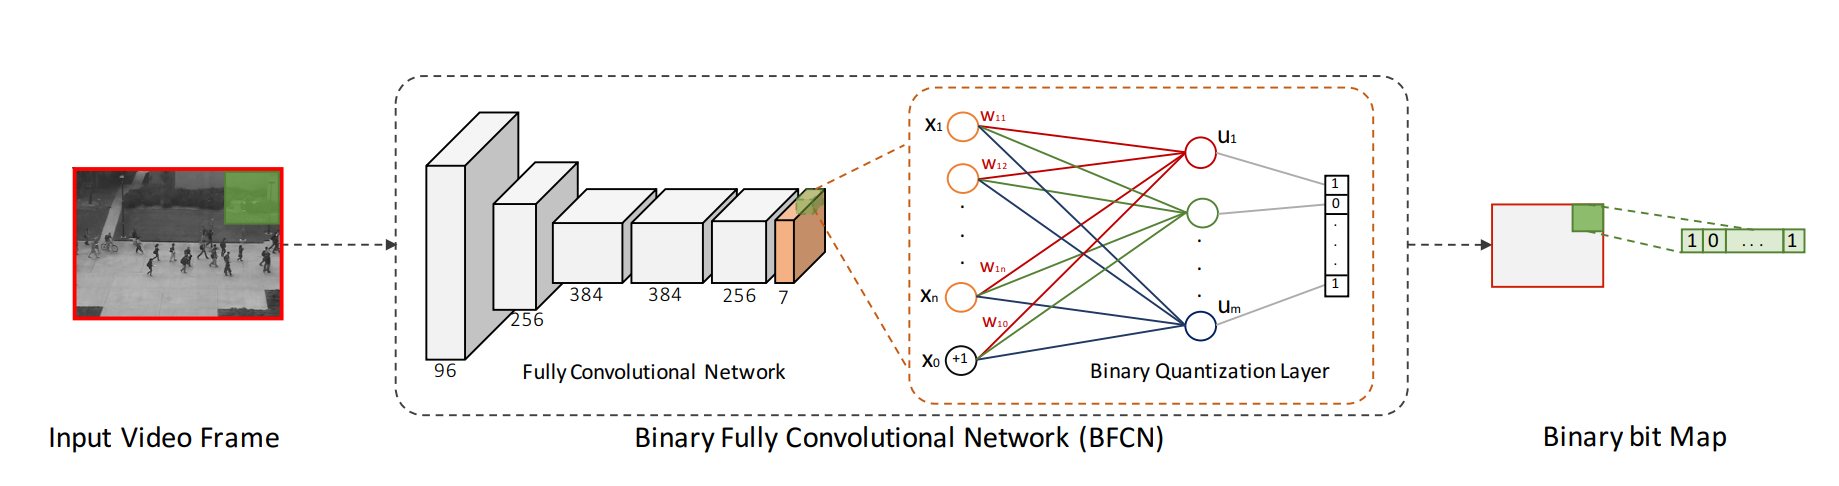 x1
w11
w12
xn
w1n
w10
x0
+1
u1
um
1
0
.
.
.
1
Binary Quantization Layer
96
256
384
384
256
7
Fully Convolutional Network
1 0 ... 1
Input Video Frame
Binary Fully Convolutional Network (BFCN)
Binary bit Map